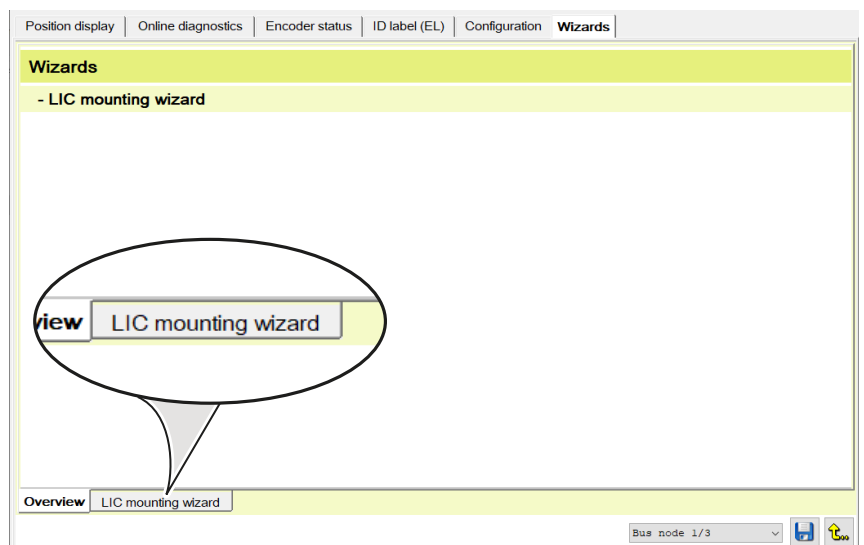 Position display Online diagnostics Encoder status ID label (EL) Configuration Wizards
Wizards
- LIC mounting wizard
view LIC mounting wizard
Overview LIC mounting wizard
Bus node 1/3